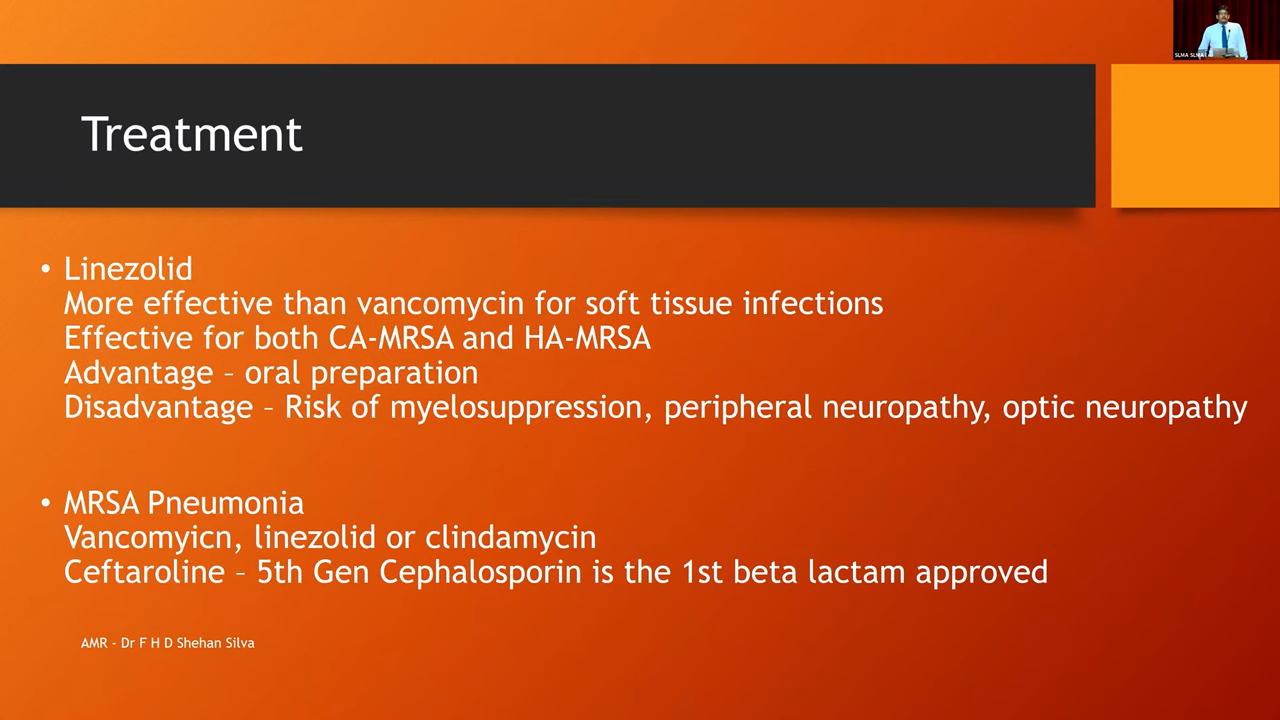 SLMA SLMA
Treatment
• Linezolid
More effective than vancomycin for soft tissue infections
Effective for both CA-MRSA and HA-MRSA
Advantage – oral preparation
Disadvantage – Risk of myelosuppression, peripheral neuropathy, optic neuropathy
• MRSA Pneumonia
Vancomyicn, linezolid or clindamycin
Ceftaroline – 5th Gen Cephalosporin is the 1st beta lactam approved
AMR - Dr F H D Shehan Silva